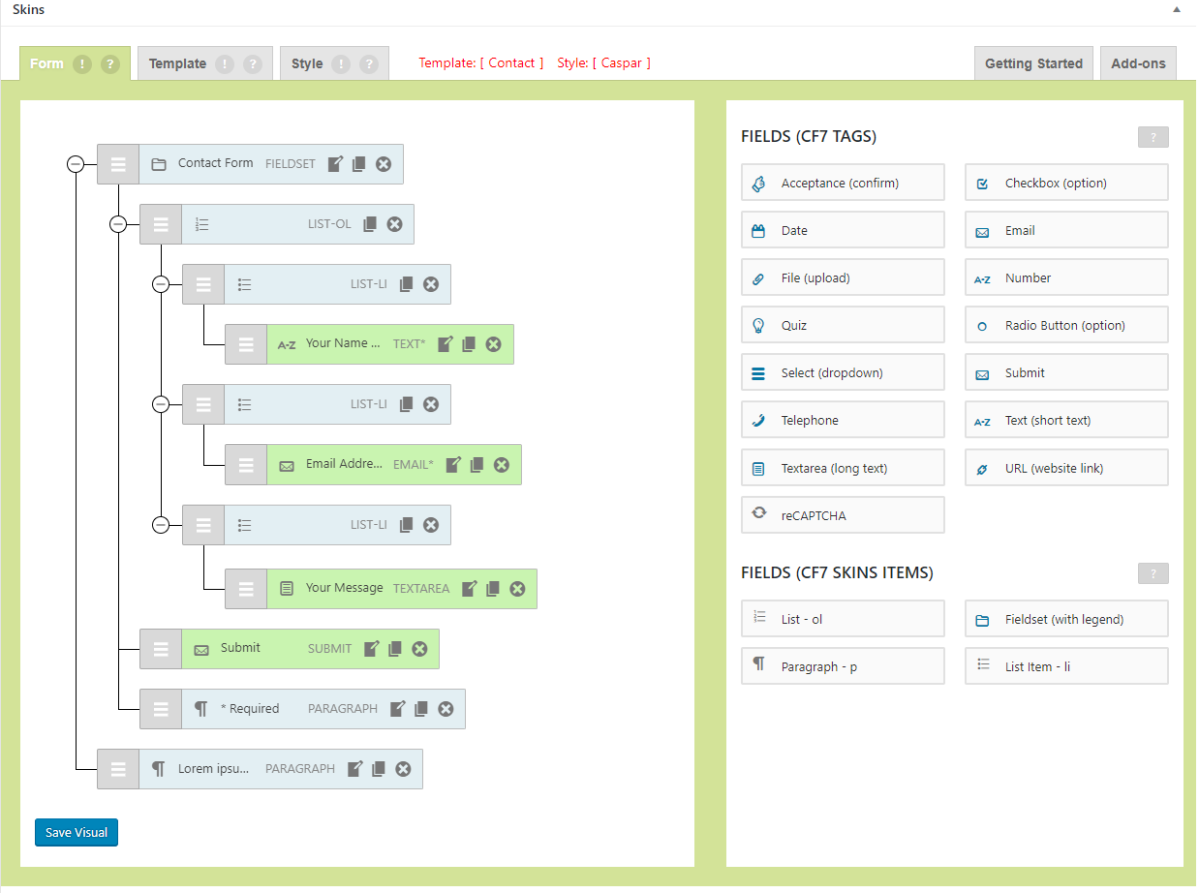 Skins
Form ! ? Template ! ? Style ! ? Template: [ Contact ] Style: [ Caspar ] Getting Started Add-ons
Contact Form FIELDSET
LIST-OL
LIST-LI
A-Z Your Name ... TEXT*
LIST-LI
Email Addre... EMAIL*
LIST-LI
Your Message TEXTAREA
Submit SUBMIT
* Required PARAGRAPH
Lorem ipsu... PARAGRAPH
Save Visual
FIELDS (CF7 TAGS) ?
Acceptance (confirm) Checkbox (option)
Date Email
File (upload) A-Z Number
Quiz Radio Button (option)
Select (dropdown) Submit
Telephone A-Z Text (short text)
Textarea (long text) URL (website link)
reCAPTCHA
FIELDS (CF7 SKINS ITEMS) ?
List - ol Fieldset (with legend)
Paragraph - p List Item - li